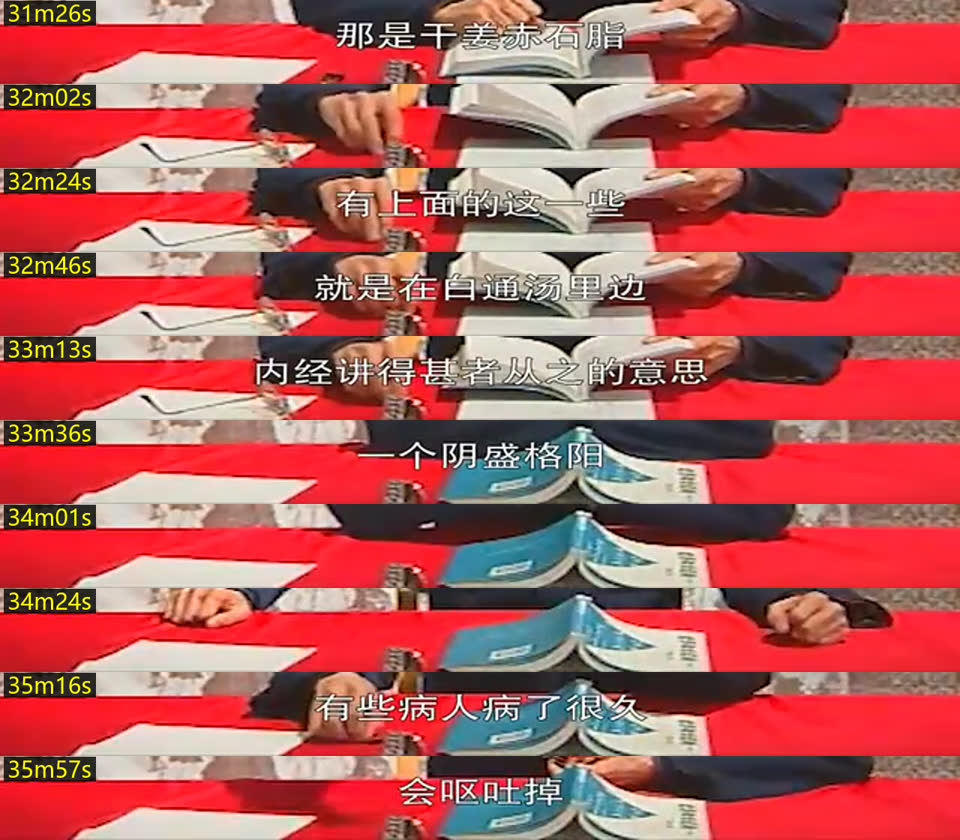 31m26s
那是干姜赤石脂
32m02s
32m24s
有上面的这一些
32m46s
就是在白通汤里边
33m13s
内经讲得甚者从之的意思
33m36s
一个阴盛格阳
34m01s
34m24s
35m16s
有些病人病了很久
35m57s
会呕吐掉